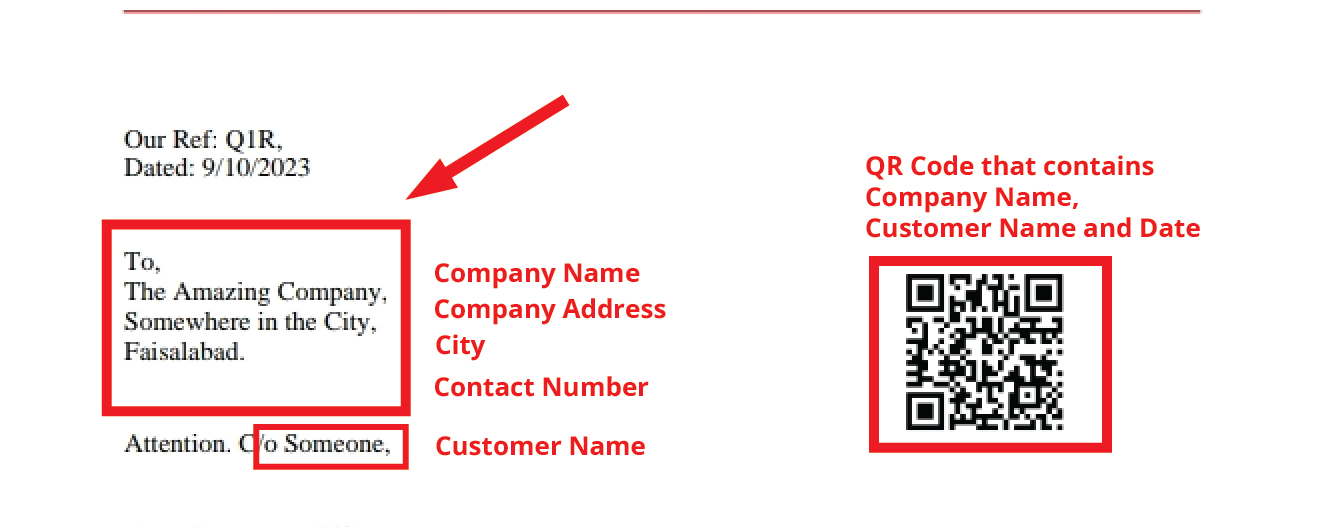 Our Ref: Q1R,
Dated: 9/10/2023
To,
The Amazing Company,
Somewhere in the City,
Faisalabad.
Company Name
Company Address
City
Contact Number
Attention. C/o Someone,
Customer Name
QR Code that contains
Company Name,
Customer Name and Date